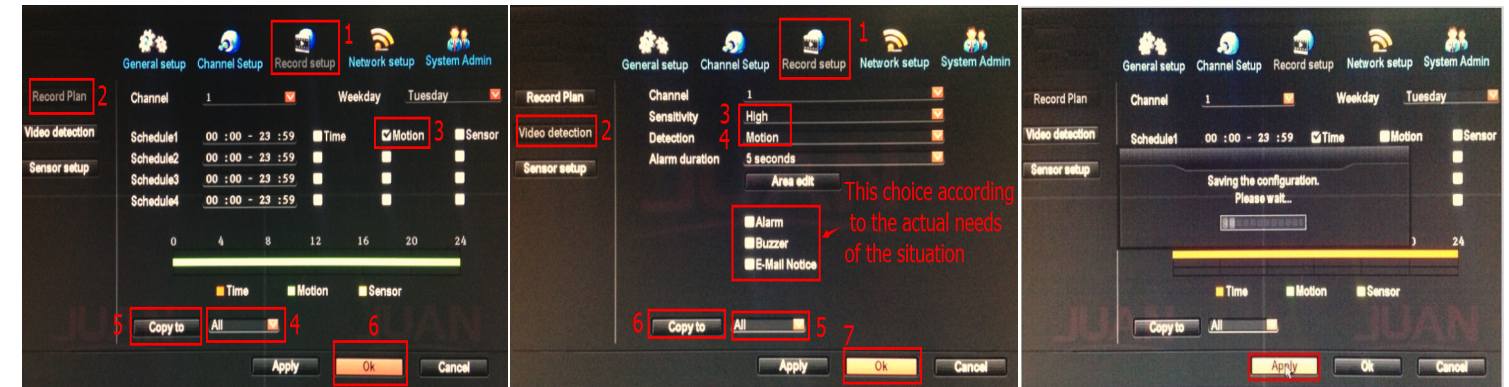 1
General setup Channel Setup Record setup Network setup System Admin
Record Plan 2 Channel 1 Weekday Tuesday
Video detection Schedule1 00 :00 - 23 :59 Time Motion 3 Sensor
Schedule2 00 :00 - 23 :59
Sensor setup Schedule3 00 :00 - 23 :59
Schedule4 00 :00 - 23 :59
0 4 8 12 16 20 24
Time Motion Sensor
5 Copy to All 4 6
JUAN
Apply Ok Cancel
1
General setup Channel Setup Record setup Network setup System Admin
Record Plan Channel 1
Sensitivity 3 High
Video detection 2 Detection 4 Motion
Alarm duration 5 seconds
Sensor setup
Area edit
This choice according
to the actual needs
of the situation
Alarm
Buzzer
E-Mail Notice
6 Copy to All 5 7
Apply Ok Cancel
General setup Channel Setup Record setup Network setup System Admin
Record Plan Channel 1 Weekday Tuesday
Video detection Schedule1 00 :00 - 23 :59 Time Motion Sensor
Sensor setup
Saving the configuration.
Please wait...
24
Time Motion Sensor
Copy to All
JUAN
Apply Ok Cancel